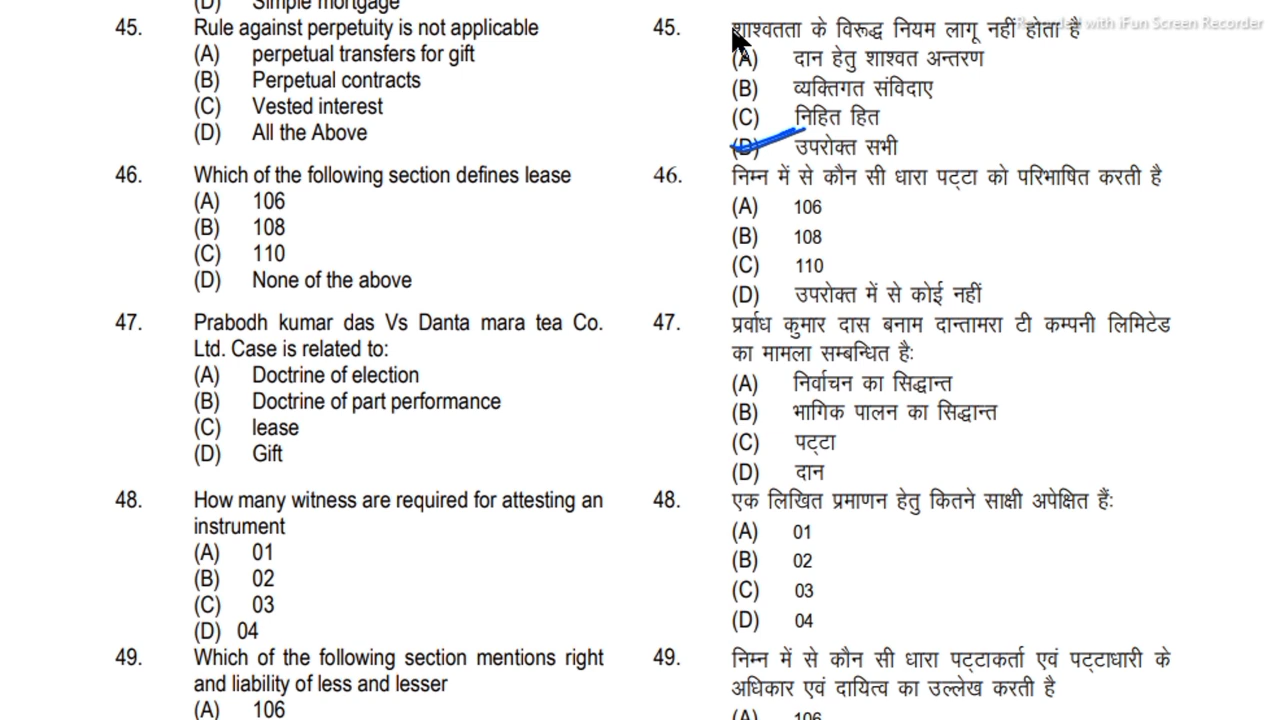 (D) Simple mortgage
45. Rule against perpetuity is not applicable
(A) perpetual transfers for gift
(B) Perpetual contracts
(C) Vested interest
(D) All the Above
46. Which of the following section defines lease
(A) 106
(B) 108
(C) 110
(D) None of the above
47. Prabodh kumar das Vs Danta mara tea Co.
Ltd. Case is related to:
(A) Doctrine of election
(B) Doctrine of part performance
(C) lease
(D) Gift
48. How many witness are required for attesting an
instrument
(A) 01
(B) 02
(C) 03
(D) 04
49. Which of the following section mentions right
and liability of less and lesser
(A) 106
Recorded with iFun Screen Recorder
45. शाश्वतता के विरूद्ध नियम लागू नहीं होता है
(A) दान हेतु शाश्वत अन्तरण
(B) व्यक्तिगत संविदाए
(C) निहित हित
(D) उपरोक्त सभी
46. निम्न में से कौन सी धारा पट्टा को परिभाषित करती है
(A) 106
(B) 108
(C) 110
(D) उपरोक्त में से कोई नहीं
47. प्रर्वाध कुमार दास बनाम दान्तामरा टी कम्पनी लिमिटेड
का मामला सम्बन्धित है:
(A) निर्वाचन का सिद्धान्त
(B) भागिक पालन का सिद्धान्त
(C) पट्टा
(D) दान
48. एक लिखित प्रमाणन हेतु कितने साक्षी अपेक्षित हैं:
(A) 01
(B) 02
(C) 03
(D) 04
49. निम्न में से कौन सी धारा पट्टाकर्ता एवं पट्टाधारी के
अधिकार एवं दायित्व का उल्लेख करती है
(A) 106